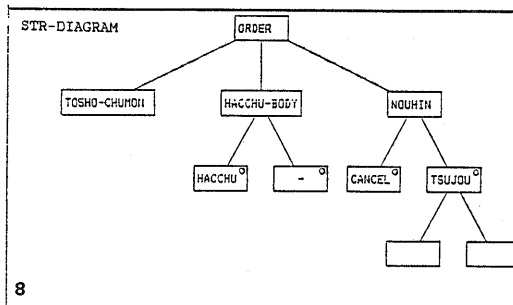 STR-DIAGRAM
ORDER
TOSHO-CHUMON
HACCHU-BODY
NOUHIN
HACCHU
-
CANCEL
TSUJOU
8